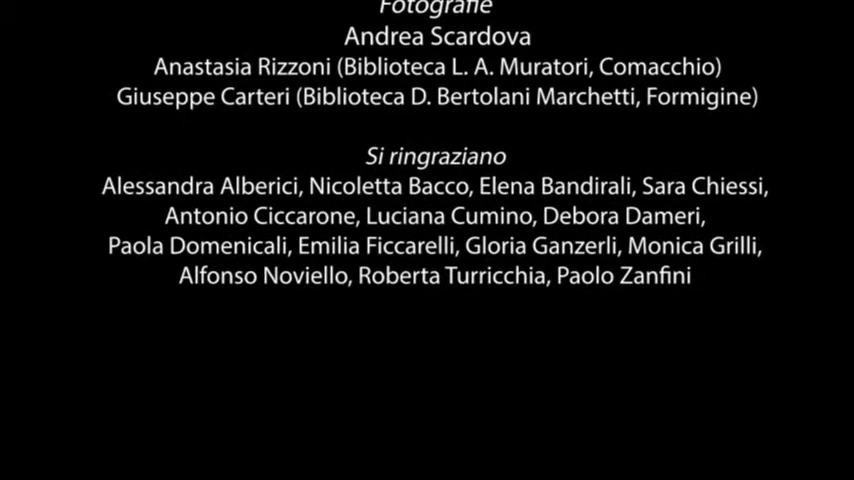 Fotografie
Andrea Scardova
Anastasia Rizzoni (Biblioteca L. A. Muratori, Comacchio)
Giuseppe Carteri (Biblioteca D. Bertolani Marchetti, Formigine)
Si ringraziano
Alessandra Alberici, Nicoletta Bacco, Elena Bandirali, Sara Chiessi,
Antonio Ciccarone, Luciana Cumino, Debora Dameri,
Paola Domenicali, Emilia Ficcarelli, Gloria Ganzerli, Monica Grilli,
Alfonso Noviello, Roberta Turricchia, Paolo Zanfini